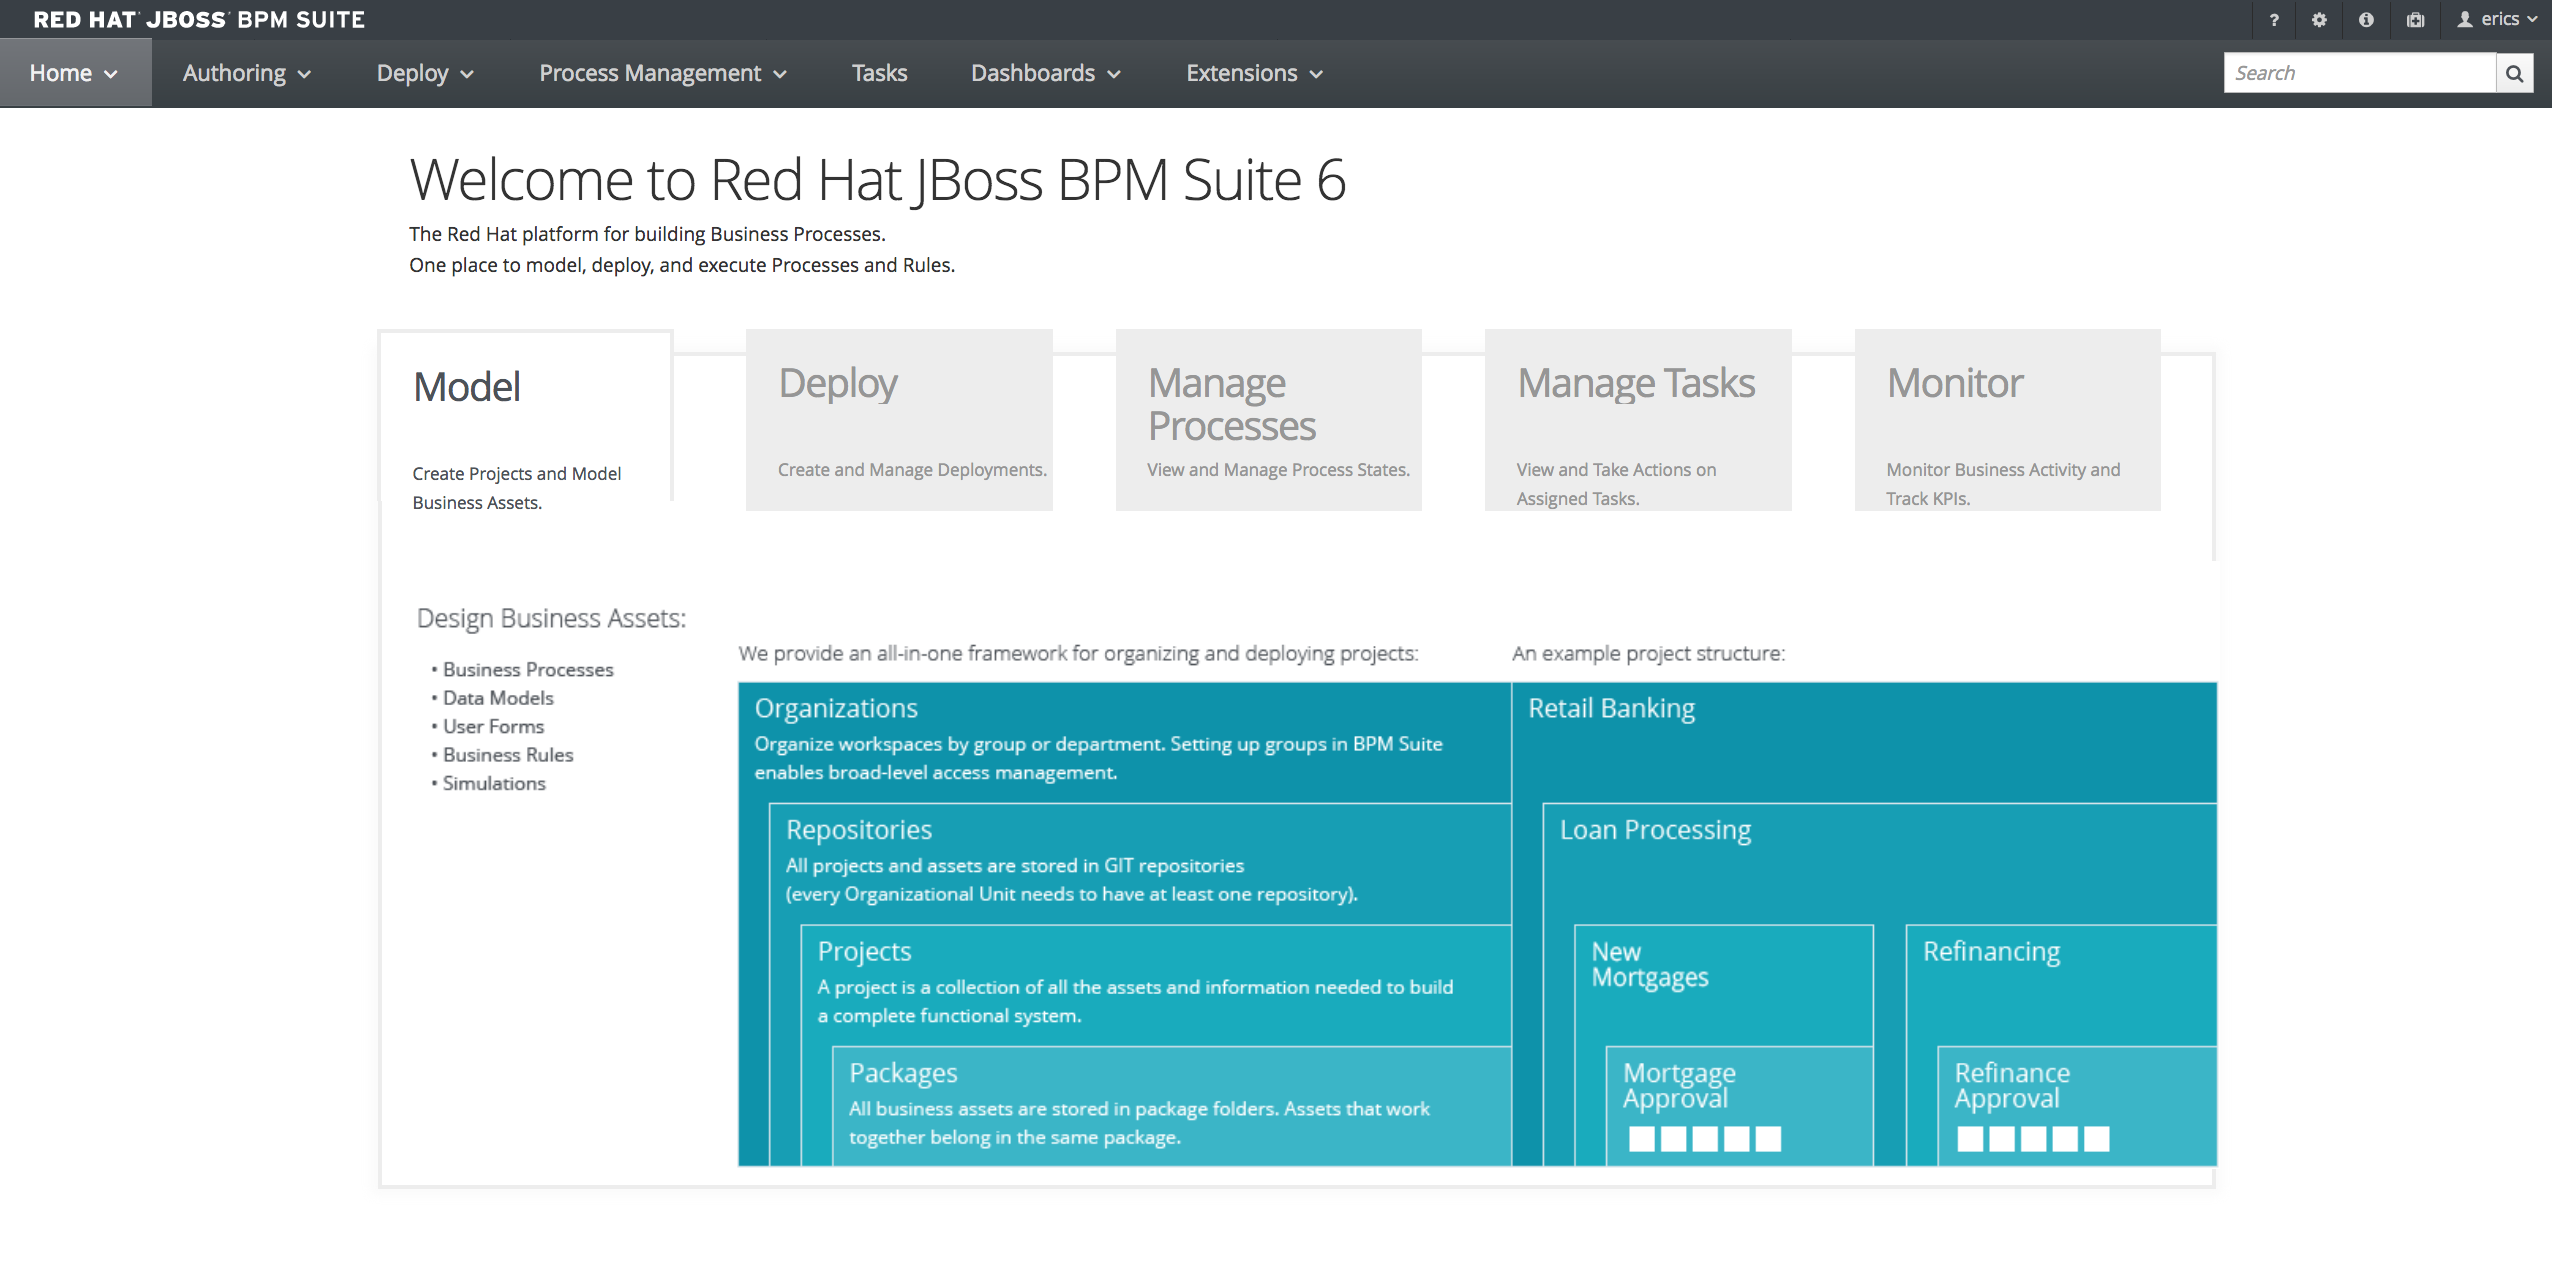 RED HAT JBOSS BPM SUITE
? erics
Home Authoring Deploy Process Management Tasks Dashboards Extensions Search
Welcome to Red Hat JBoss BPM Suite 6
The Red Hat platform for building Business Processes.
One place to model, deploy, and execute Processes and Rules.
Model
Create Projects and Model
Business Assets.
Deploy
Create and Manage Deployments.
Manage
Processes
View and Manage Process States.
Manage Tasks
View and Take Actions on
Assigned Tasks.
Monitor
Monitor Business Activity and
Track KPIs.
Design Business Assets:
• Business Processes
• Data Models
• User Forms
• Business Rules
• Simulations
We provide an all-in-one framework for organizing and deploying projects:
Organizations
Organize workspaces by group or department. Setting up groups in BPM Suite
enables broad-level access management.
Repositories
All projects and assets are stored in GIT repositories
(every Organizational Unit needs to have at least one repository).
Projects
A project is a collection of all the assets and information needed to build
a complete functional system.
Packages
All business assets are stored in package folders. Assets that work
together belong in the same package.
An example project structure:
Retail Banking
Loan Processing
New
Mortgages
Mortgage
Approval
Refinancing
Refinance
Approval